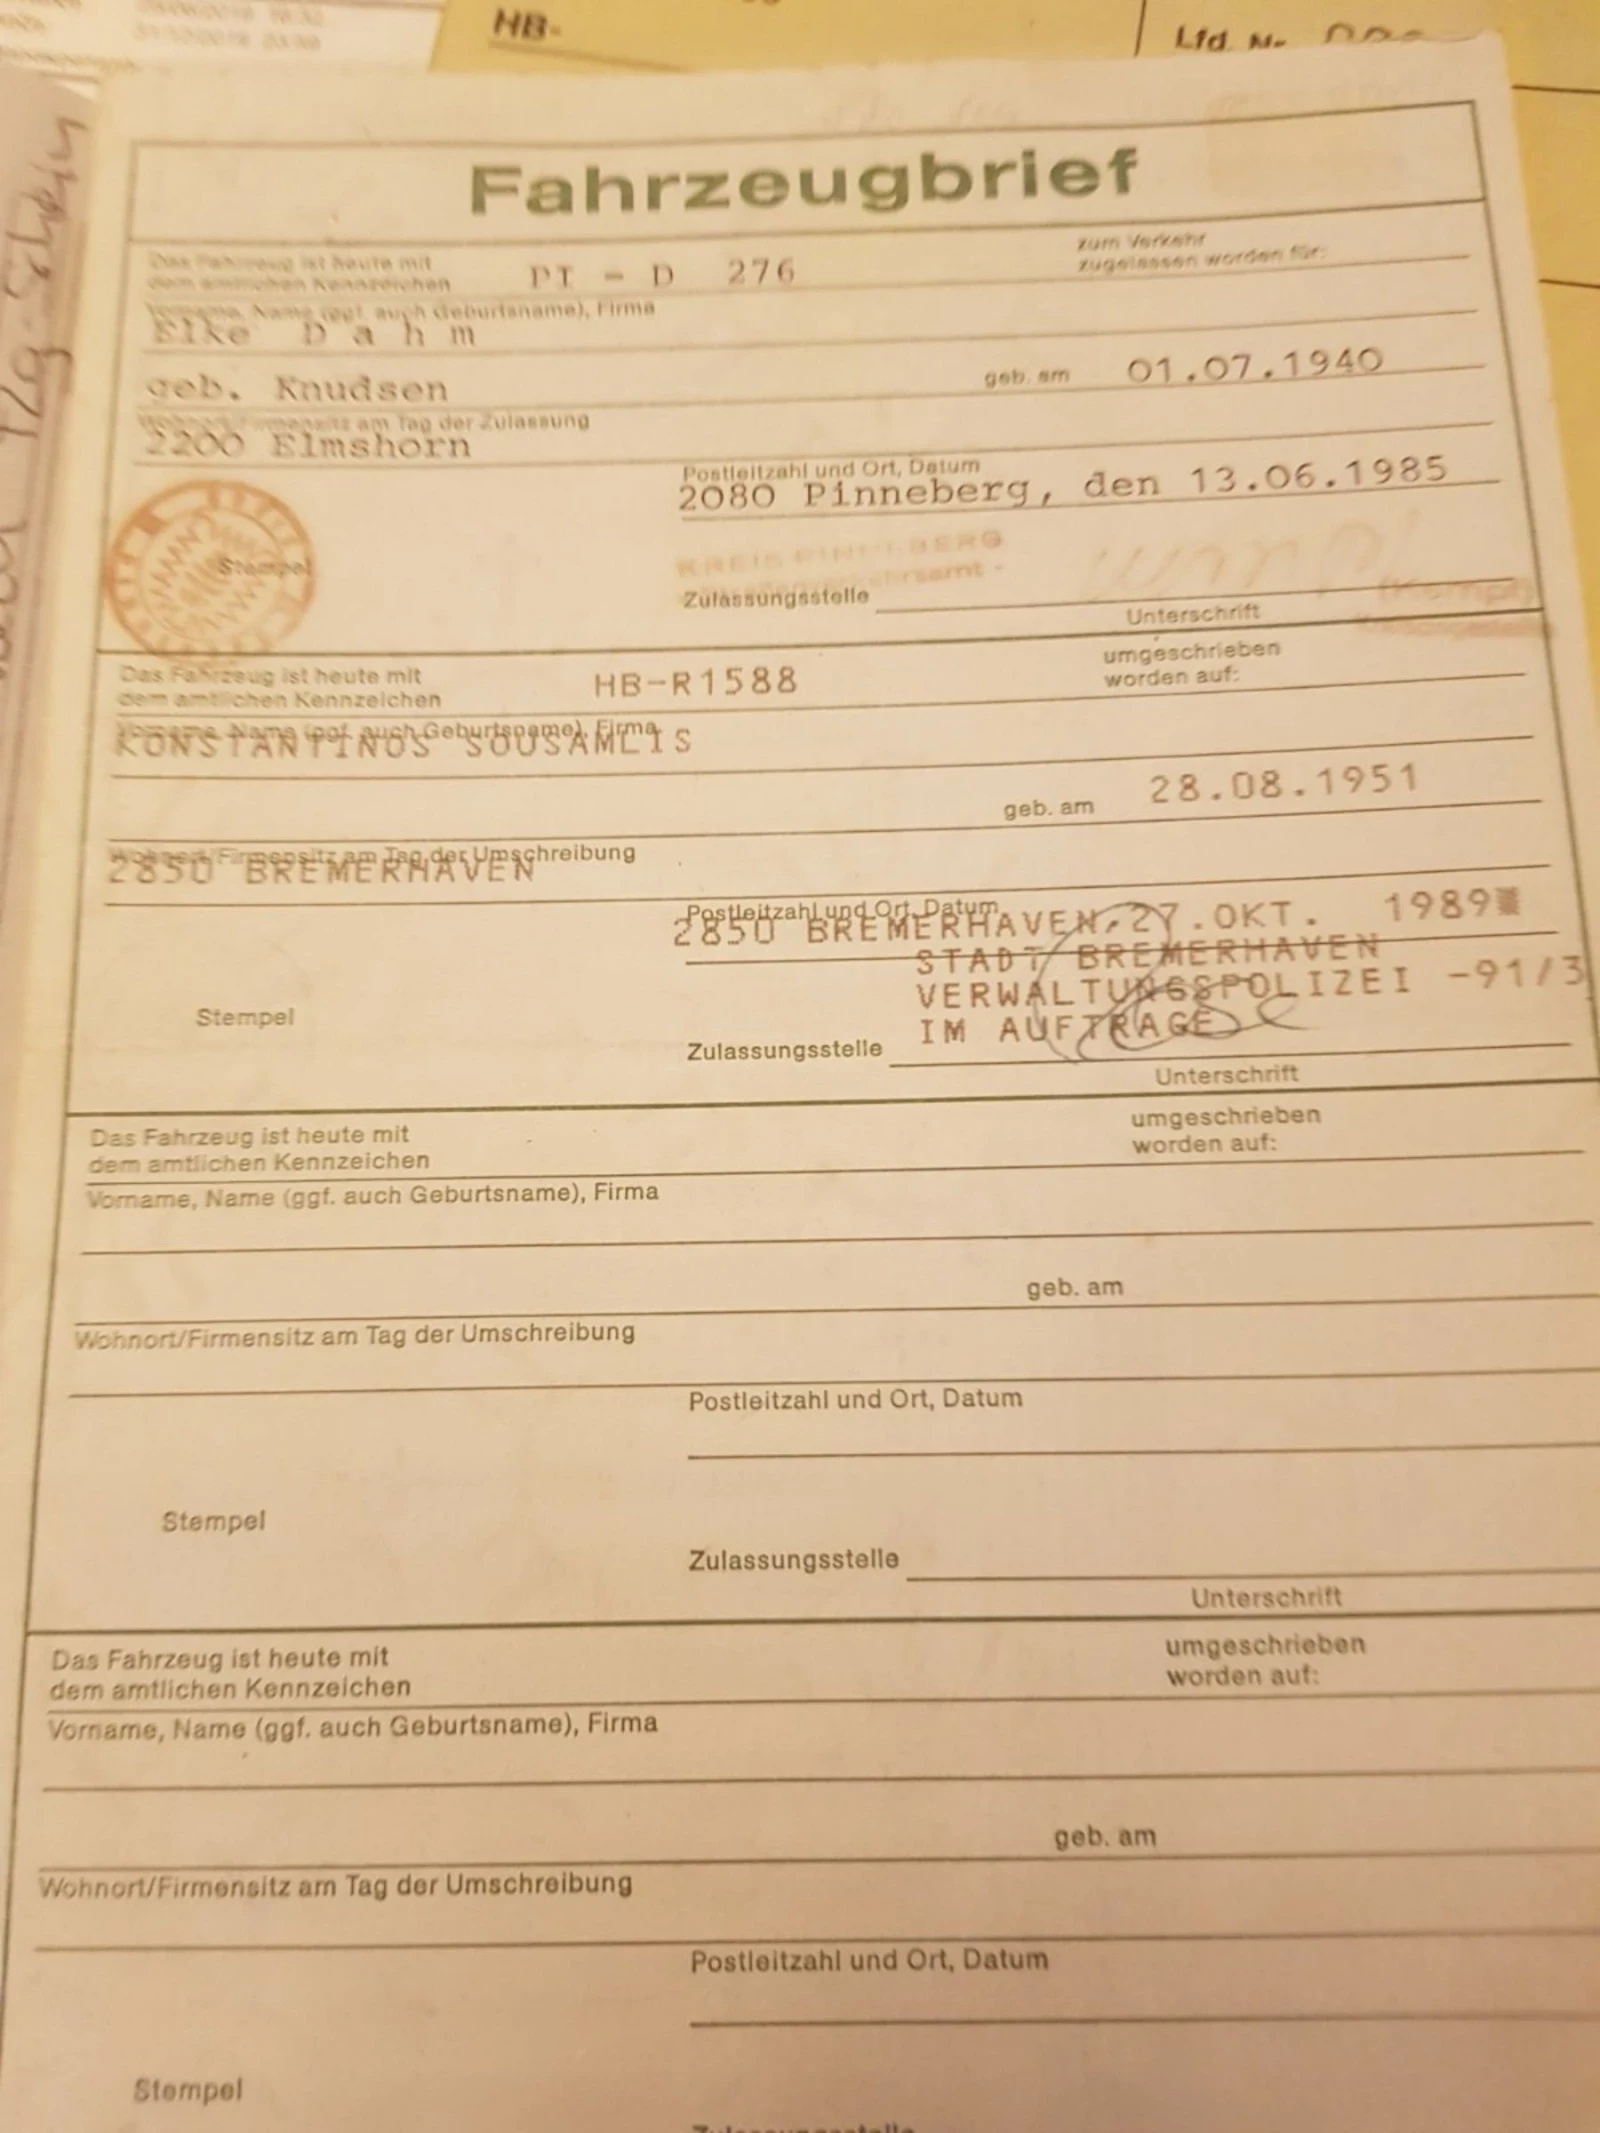 HB-
Lfd
Fahrzeugbrief
Das Fahrzeug ist heute mit
dem amtlichen Kennzeichen
PI - D 276
zum Verkehr
zugelassen worden für:
Vorname, Name (ggf. auch Geburtsname), Firma
Elke D a h m
geb. Knudsen
geb. am 01.07.1940
Wohnort/Firmensitz am Tag der Zulassung
2200 Elmshorn
Postleitzahl und Ort, Datum
2080 Pinneberg, den 13.06.1985
Stempel
KREIS PINNEBERG
Zulassungsstelle
Unterschrift
Das Fahrzeug ist heute mit
dem amtlichen Kennzeichen
HB-R1588
umgeschrieben
worden auf:
Vorname, Name (ggf. auch Geburtsname), Firma
KONSTANTINOS SOUSAMLIS
geb. am 28.08.1951
Wohnort/Firmensitz am Tag der Umschreibung
2850 BREMERHAVEN
Postleitzahl und Ort, Datum
2850 BREMERHAVEN, 27.OKT. 1989
STADT BREMERHAVEN
VERWALTUNGSPOLIZEI -91/3
IM AUFTRAGE
Stempel
Zulassungsstelle
Unterschrift
Das Fahrzeug ist heute mit
dem amtlichen Kennzeichen
umgeschrieben
worden auf:
Vorname, Name (ggf. auch Geburtsname), Firma
geb. am
Wohnort/Firmensitz am Tag der Umschreibung
Postleitzahl und Ort, Datum
Stempel
Zulassungsstelle
Unterschrift
Das Fahrzeug ist heute mit
dem amtlichen Kennzeichen
umgeschrieben
worden auf:
Vorname, Name (ggf. auch Geburtsname), Firma
geb. am
Wohnort/Firmensitz am Tag der Umschreibung
Postleitzahl und Ort, Datum
Stempel
Zulassungsstelle